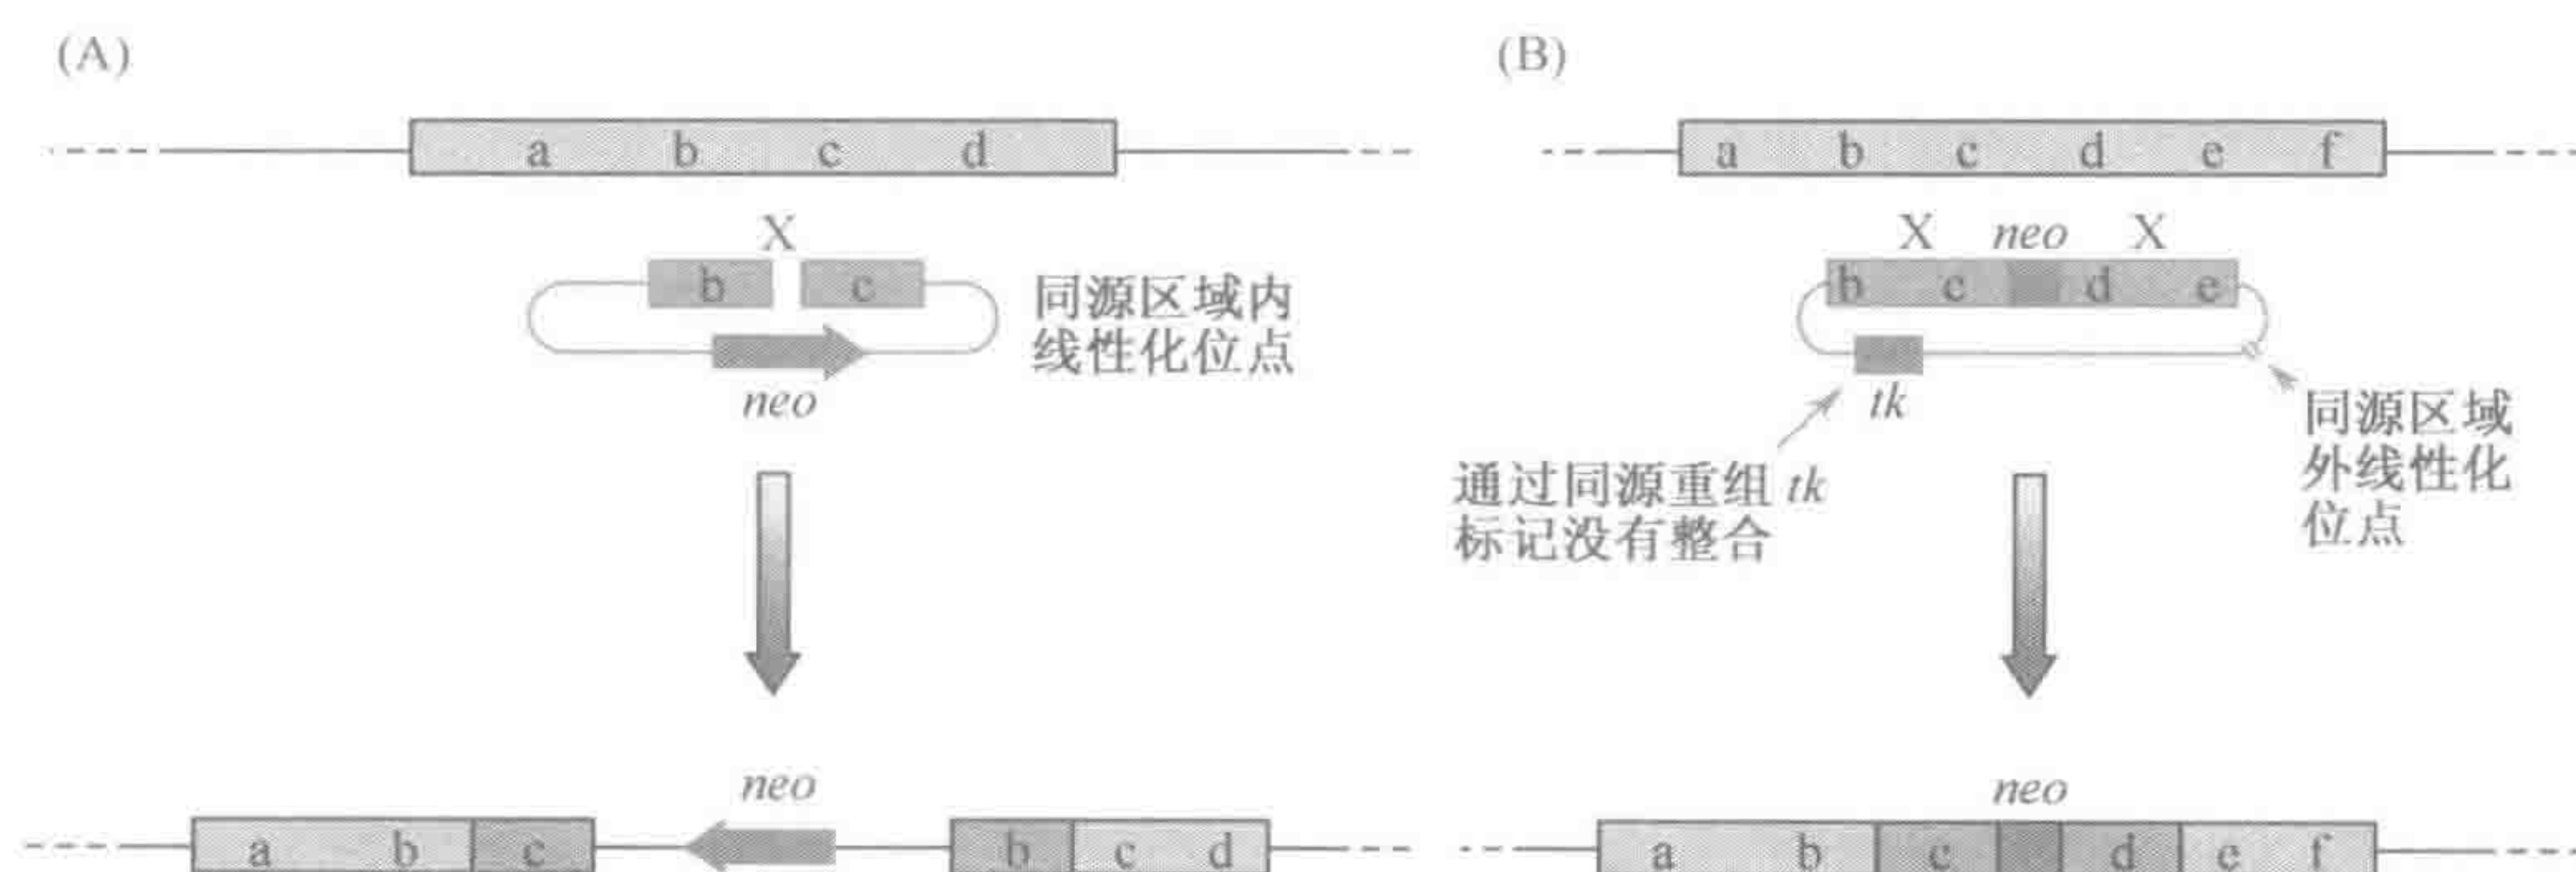 (A)
a b c d
X
b c
neo
同源区域内
线性化位点
neo
a b c b c d
(B)
a b c d e f
X neo X
b c d e
tk
通过同源重组 tk
标记没有整合
同源区域
外线性化
位点
neo
a b c d e f